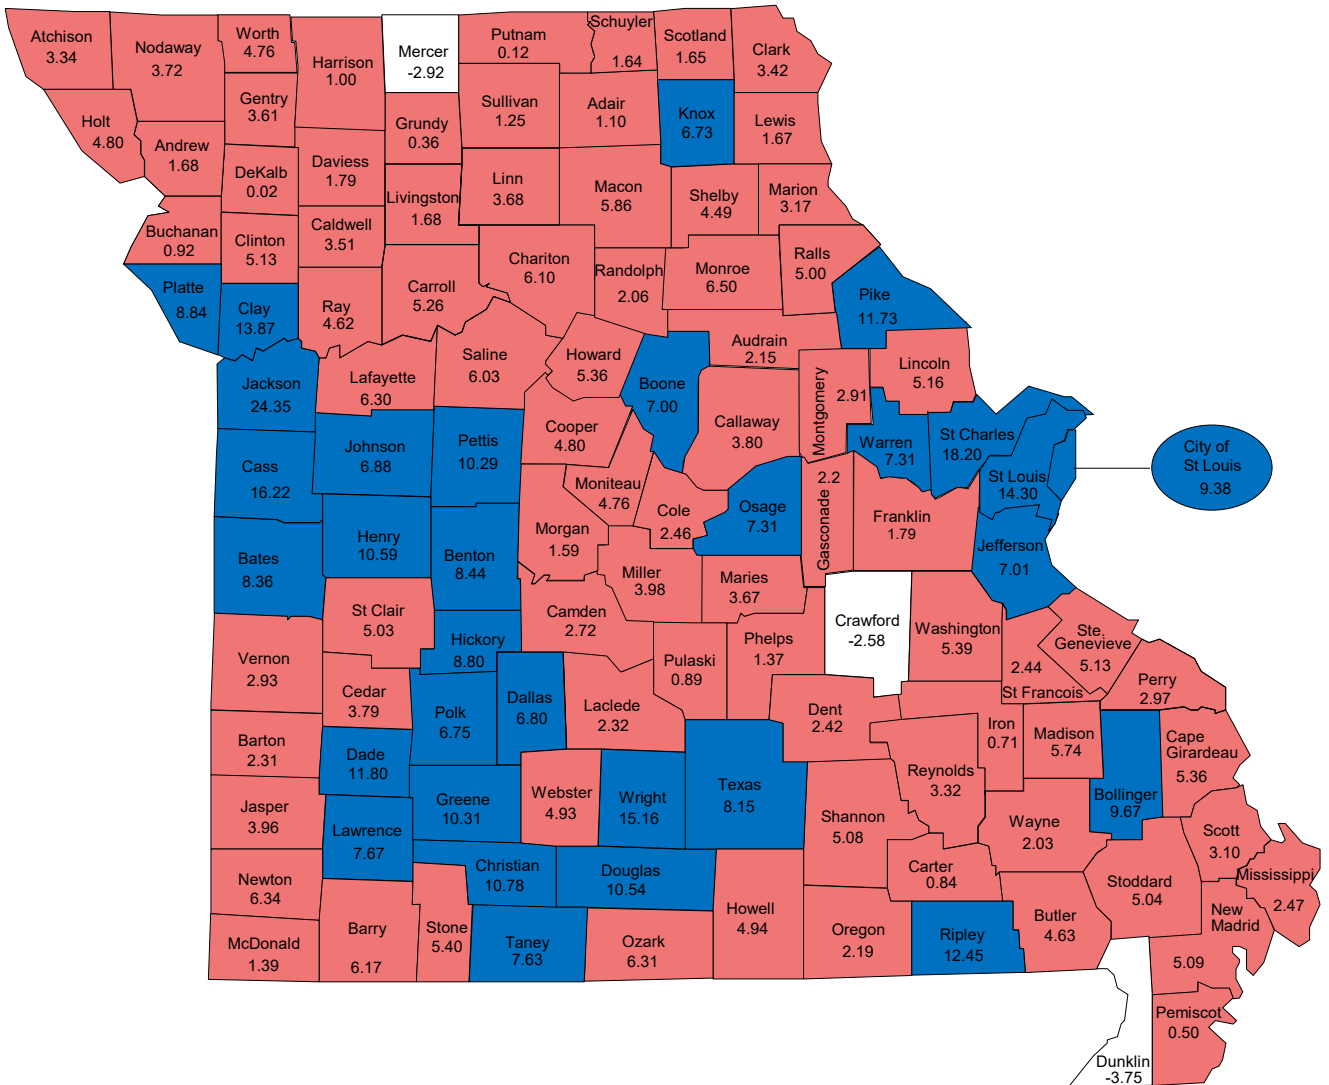 Atchison
3.34
Nodaway
3.72
Worth
4.76
Harrison
1.00
Mercer
-2.92
Putnam
0.12
Schuyler
1.64
Scotland
1.65
Clark
3.42
Holt
4.80
Andrew
1.68
Gentry
3.61
DeKalb
0.02
Daviess
1.79
Grundy
0.36
Sullivan
1.25
Adair
1.10
Knox
6.73
Lewis
1.67
Buchanan
0.92
Clinton
5.13
Caldwell
3.51
Livingston
1.68
Linn
3.68
Macon
5.86
Shelby
4.49
Marion
3.17
Platte
8.84
Clay
13.87
Ray
4.62
Carroll
5.26
Chariton
6.10
Randolph
2.06
Monroe
6.50
Ralls
5.00
Pike
11.73
Jackson
24.35
Lafayette
6.30
Saline
6.03
Howard
5.36
Boone
7.00
Audrain
2.15
Montgomery
2.91
Lincoln
5.16
Cass
16.22
Johnson
6.88
Pettis
10.29
Cooper
4.80
Moniteau
4.76
Callaway
3.80
Warren
7.31
St Charles
18.20
St Louis
14.30
City of
St Louis
9.38
Bates
8.36
Henry
10.59
Benton
8.44
Morgan
1.59
Cole
2.46
Osage
7.31
Gasconade
2.2
Franklin
1.79
Jefferson
7.01
Vernon
2.93
St Clair
5.03
Hickory
8.80
Camden
2.72
Miller
3.98
Maries
3.67
Phelps
1.37
Crawford
-2.58
Washington
5.39
Ste.
Genevieve
5.13
2.44
St Francois
Perry
2.97
Barton
2.31
Cedar
3.79
Polk
6.75
Dallas
6.80
Laclede
2.32
Pulaski
0.89
Dent
2.42
Iron
0.71
Madison
5.74
Cape
Girardeau
5.36
Jasper
3.96
Dade
11.80
Greene
10.31
Webster
4.93
Wright
15.16
Texas
8.15
Shannon
5.08
Reynolds
3.32
Wayne
2.03
Bollinger
9.67
Scott
3.10
Mississippi
2.47
Newton
6.34
Lawrence
7.67
Christian
10.78
Douglas
10.54
Howell
4.94
Carter
0.84
Butler
4.63
Stoddard
5.04
New
Madrid
5.09
McDonald
1.39
Barry
6.17
Stone
5.40
Taney
7.63
Ozark
6.31
Oregon
2.19
Ripley
12.45
Pemiscot
0.50
Dunklin
-3.75